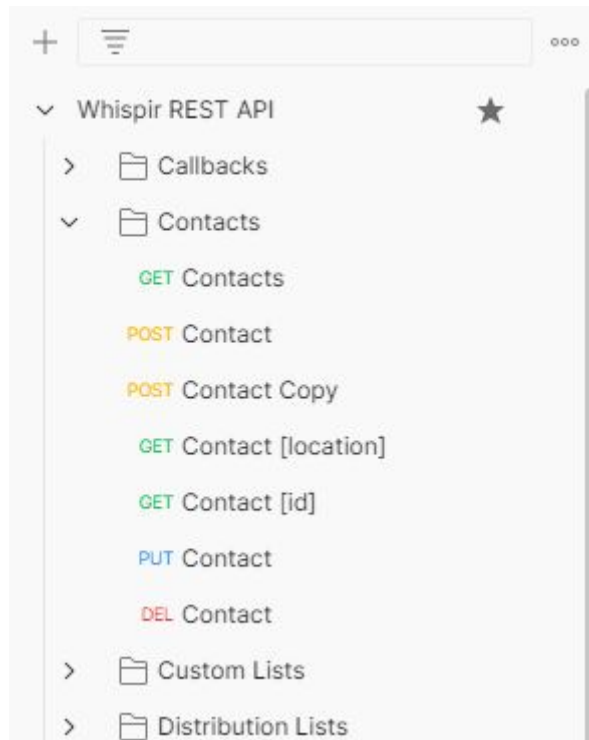 Whispir REST API
Callbacks
Contacts
GET Contacts
POST Contact
POST Contact Copy
GET Contact [location]
GET Contact [id]
PUT Contact
DEL Contact
Custom Lists
Distribution Lists